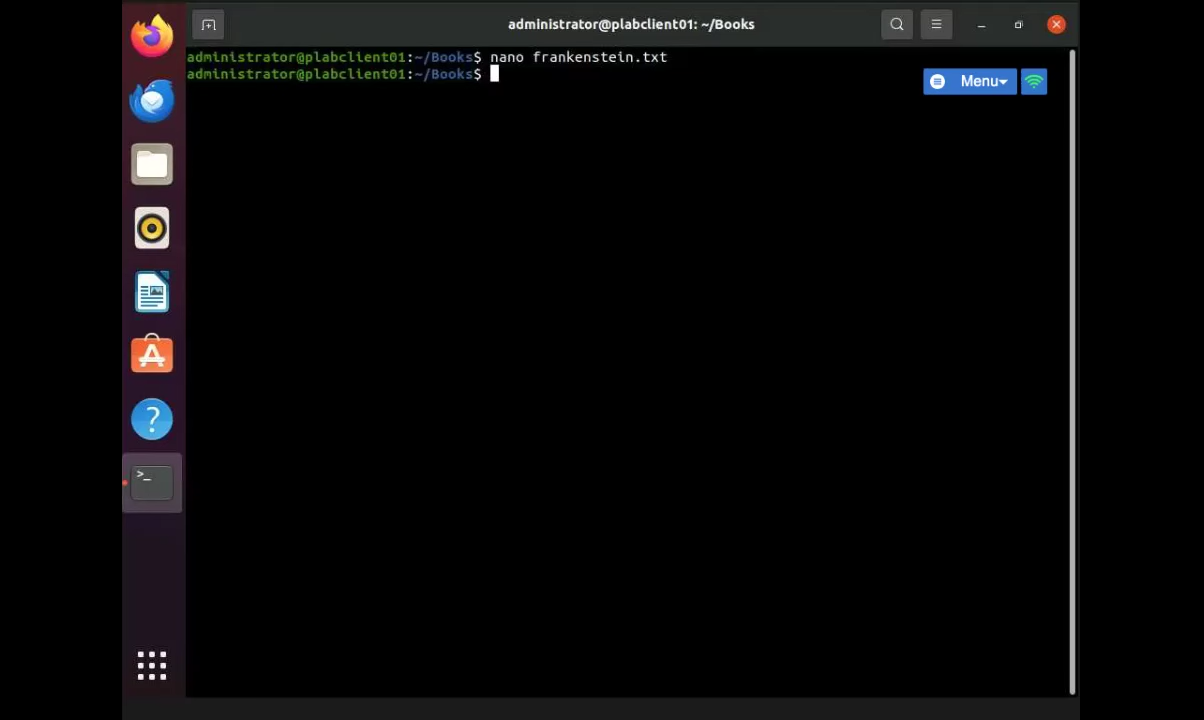 administrator@plabclient01: ~/Books
administrator@plabclient01:~/Books$ nano frankenstein.txt
administrator@plabclient01:~/Books$
Menu